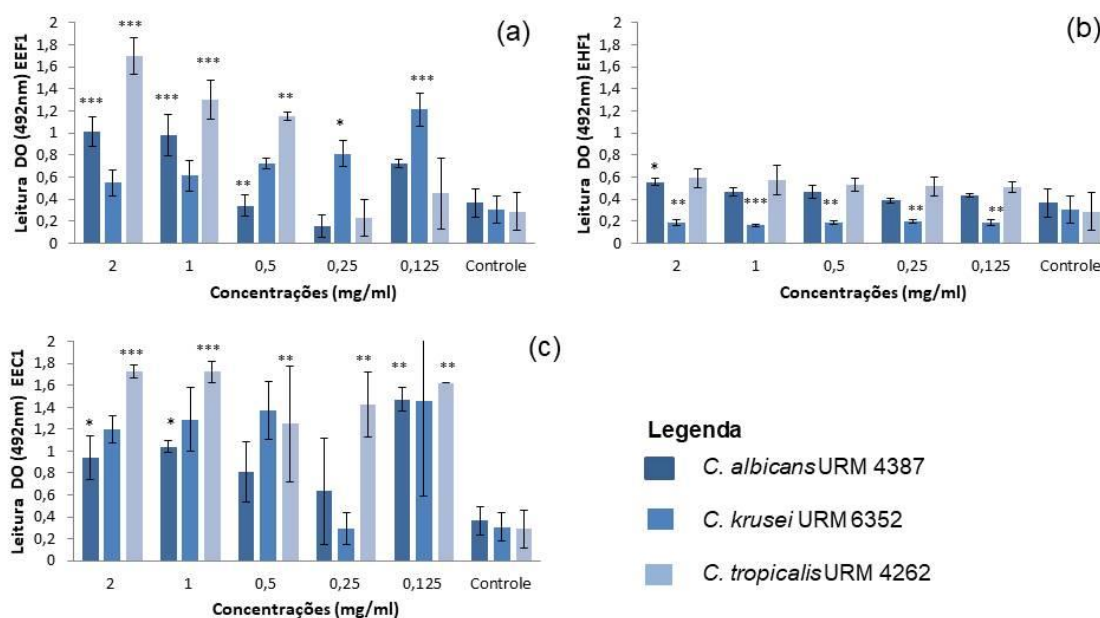 (a)
Leitura DO (492nm) EEF1
2
1,8
1,6
1,4
1,2
1
0,8
0,6
0,4
0,2
0
*** *** *** *** ** ** * ***
2 1 0,5 0,25 0,125 Controle
Concentrações (mg/ml)
(b)
Leitura DO (492nm) EHF1
2
1,8
1,6
1,4
1,2
1
0,8
0,6
0,4
0,2
0
* ** *** ** ** **
2 1 0,5 0,25 0,125 Controle
Concentrações (mg/ml)
(c)
Leitura DO (492nm) EEC1
2
1,8
1,6
1,4
1,2
1
0,8
0,6
0,4
0,2
0
* *** * *** ** ** ** **
2 1 0,5 0,25 0,125 Controle
Concentrações (mg/ml)
Legenda
C. albicans URM 4387
C. krusei URM 6352
C. tropicalis URM 4262